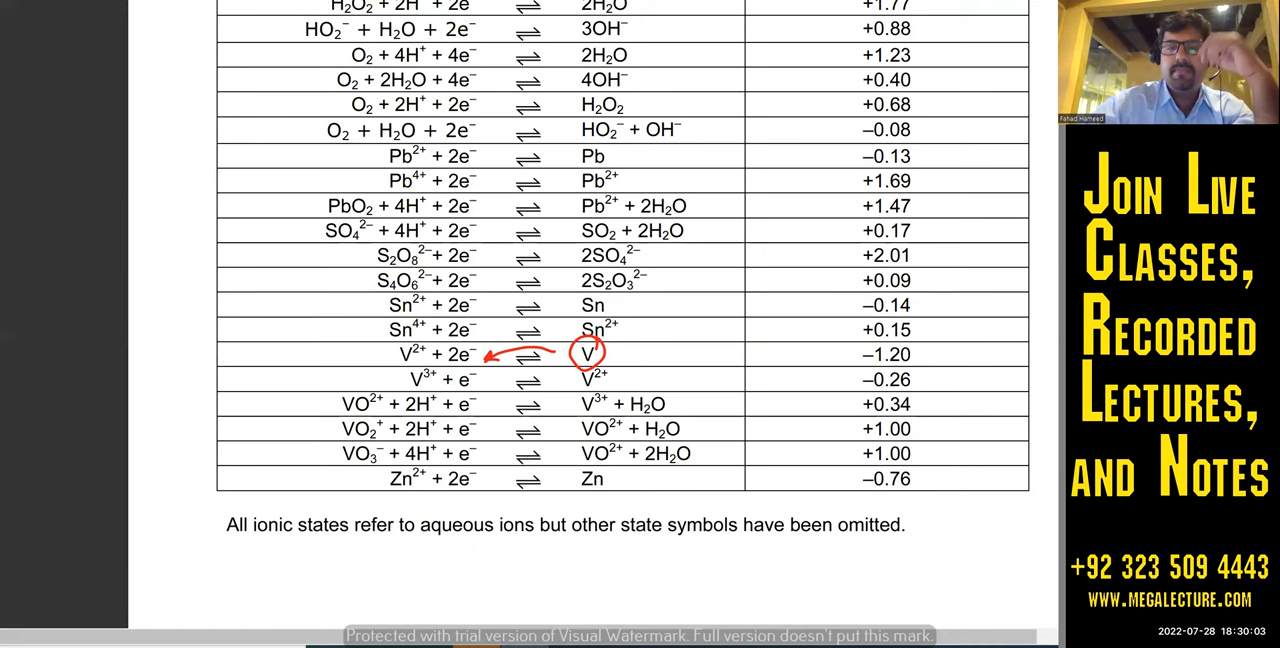 H₂O₂ + 2H⁺ + 2e⁻ ⇌ 2H₂O +1.77
HO₂⁻ + H₂O + 2e⁻ ⇌ 3OH⁻ +0.88
O₂ + 4H⁺ + 4e⁻ ⇌ 2H₂O +1.23
O₂ + 2H₂O + 4e⁻ ⇌ 4OH⁻ +0.40
O₂ + 2H⁺ + 2e⁻ ⇌ H₂O₂ +0.68
O₂ + H₂O + 2e⁻ ⇌ HO₂⁻ + OH⁻ –0.08
Pb²⁺ + 2e⁻ ⇌ Pb –0.13
Pb⁴⁺ + 2e⁻ ⇌ Pb²⁺ +1.69
PbO₂ + 4H⁺ + 2e⁻ ⇌ Pb²⁺ + 2H₂O +1.47
SO₄²⁻ + 4H⁺ + 2e⁻ ⇌ SO₂ + 2H₂O +0.17
S₂O₈²⁻ + 2e⁻ ⇌ 2SO₄²⁻ +2.01
S₄O₆²⁻ + 2e⁻ ⇌ 2S₂O₃²⁻ +0.09
Sn²⁺ + 2e⁻ ⇌ Sn –0.14
Sn⁴⁺ + 2e⁻ ⇌ Sn²⁺ +0.15
V²⁺ + 2e⁻ ⇌ V –1.20
V³⁺ + e⁻ ⇌ V²⁺ –0.26
VO²⁺ + 2H⁺ + e⁻ ⇌ V³⁺ + H₂O +0.34
VO₂⁺ + 2H⁺ + e⁻ ⇌ VO²⁺ + H₂O +1.00
VO₃⁻ + 4H⁺ + e⁻ ⇌ VO²⁺ + 2H₂O +1.00
Zn²⁺ + 2e⁻ ⇌ Zn –0.76
All ionic states refer to aqueous ions but other state symbols have been omitted.
Protected with trial version of Visual Watermark. Full version doesn't put this mark.
Fahad Hameed
JOIN LIVE
CLASSES,
RECORDED
LECTURES,
AND NOTES
+92 323 509 4443
WWW.MEGALECTURE.COM
2022-07-28 18:30:03